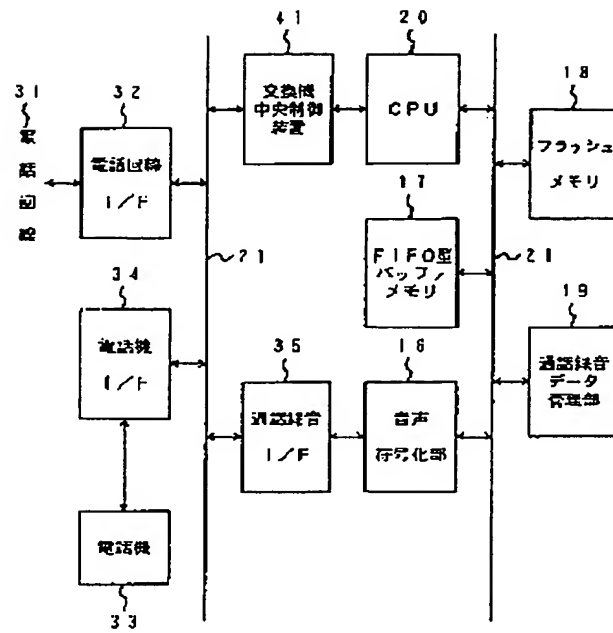 41
20
18
31
32
交換機
中央制御
装置
CPU
フラッシュ
メモリ
電話回線
電話回線
I/F
17
FIFO型
バッファ
メモリ
21
21
34
19
電話機
I/F
35
16
通話録音
データ
管理部
通話録音
I/F
音声
符号化部
電話機
33